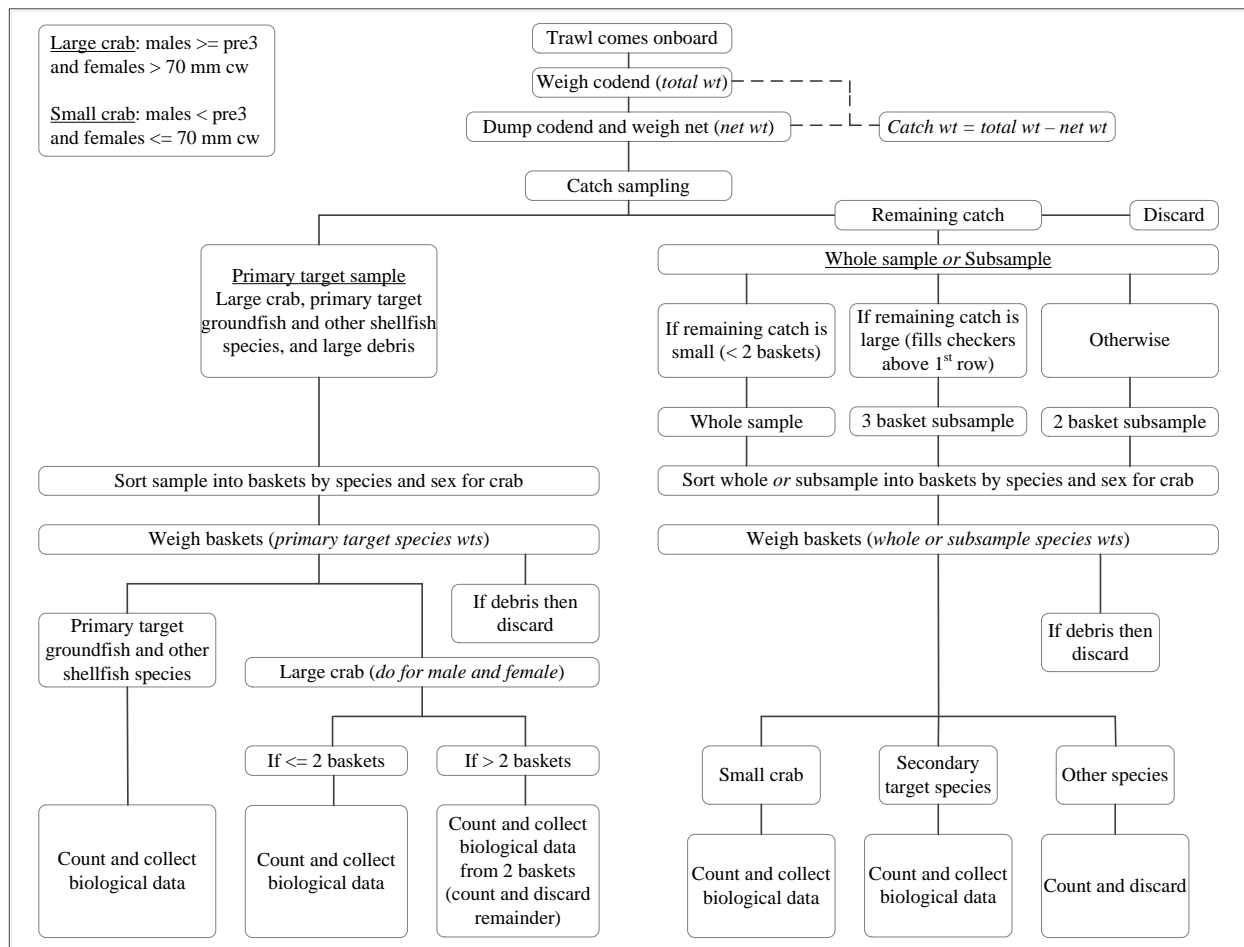 Large crab: males >= pre3
and females > 70 mm cw
Small crab: males < pre3
and females <= 70 mm cw
Trawl comes onboard
Weigh codend (total wt)
Dump codend and weigh net (net wt)
Catch wt = total wt – net wt
Catch sampling
Remaining catch
Discard
Primary target sample
Large crab, primary target
groundfish and other shellfish
species, and large debris
Whole sample or Subsample
If remaining catch is
small (< 2 baskets)
If remaining catch is
large (fills checkers
above 1st row)
Otherwise
Whole sample
3 basket subsample
2 basket subsample
Sort sample into baskets by species and sex for crab
Sort whole or subsample into baskets by species and sex for crab
Weigh baskets (primary target species wts)
Weigh baskets (whole or subsample species wts)
Primary target
groundfish and other
shellfish species
If debris then
discard
If debris then
discard
Large crab (do for male and female)
If <= 2 baskets
If > 2 baskets
Small crab
Secondary
target species
Other species
Count and collect
biological data
Count and collect
biological data
Count and collect
biological data
from 2 baskets
(count and discard
remainder)
Count and collect
biological data
Count and collect
biological data
Count and discard